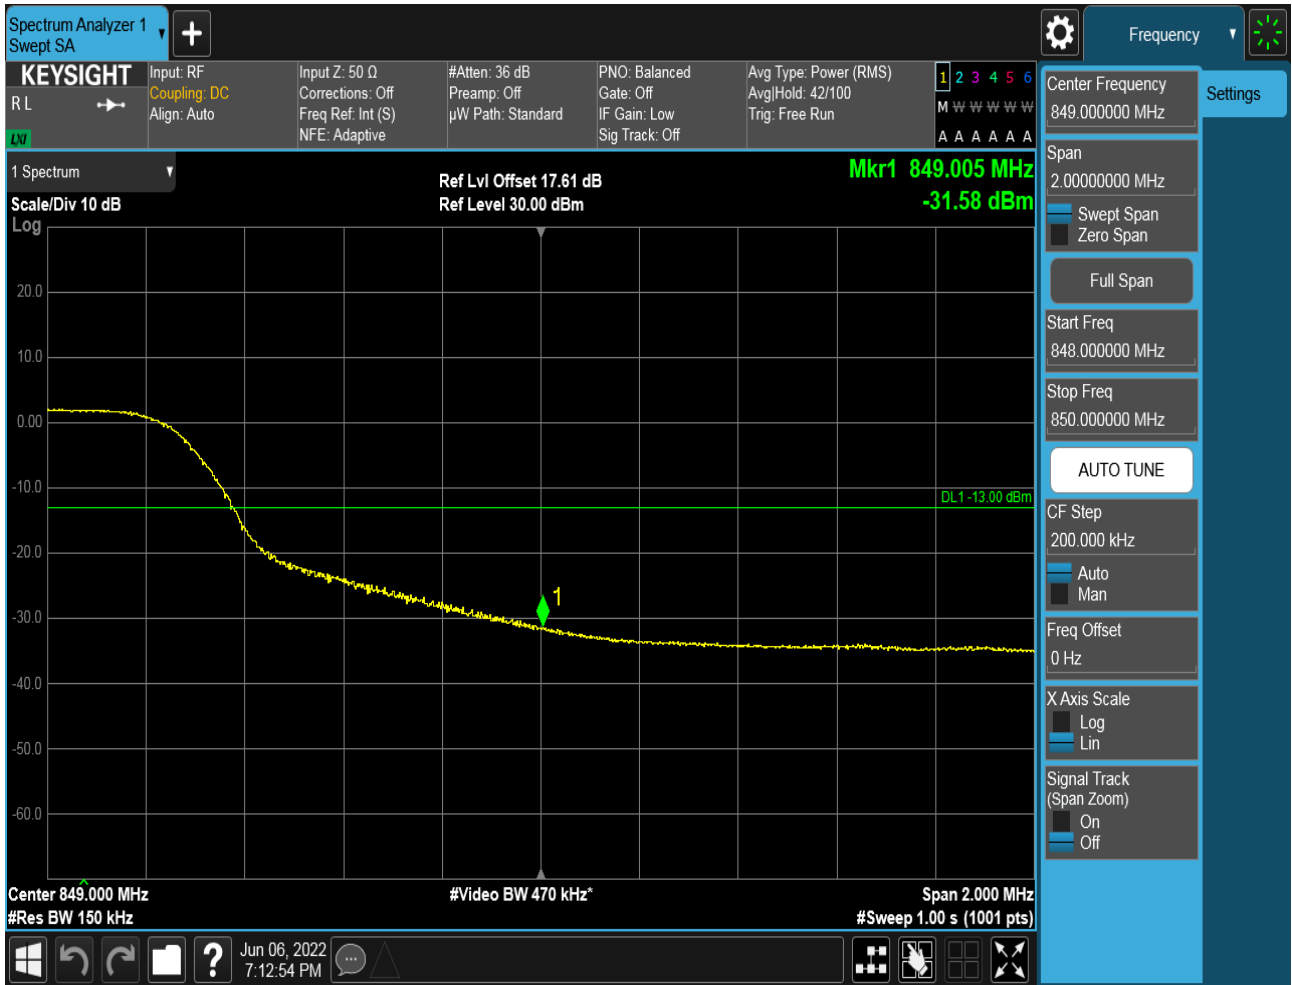 Spectrum Analyzer 1
Swept SA
Frequency
KEYSIGHT
R L
LXI
Input: RF
Coupling: DC
Align: Auto
Input Z: 50 Ω
Corrections: Off
Freq Ref: Int (S)
NFE: Adaptive
#Atten: 36 dB
Preamp: Off
µW Path: Standard
PNO: Balanced
Gate: Off
IF Gain: Low
Sig Track: Off
Avg Type: Power (RMS)
Avg|Hold: 42/100
Trig: Free Run
1 2 3 4 5 6
M W W W W W
A A A A A A
1 Spectrum
Scale/Div 10 dB
Log
Ref Lvl Offset 17.61 dB
Ref Level 30.00 dBm
Mkr1 849.005 MHz
-31.58 dBm
20.0
10.0
0.00
-10.0
DL1 -13.00 dBm
-20.0
1
-30.0
-40.0
-50.0
-60.0
Center 849.000 MHz
#Res BW 150 kHz
#Video BW 470 kHz*
Span 2.000 MHz
#Sweep 1.00 s (1001 pts)
Jun 06, 2022
7:12:54 PM
Center Frequency
849.000000 MHz
Span
2.00000000 MHz
Swept Span
Zero Span
Full Span
Start Freq
848.000000 MHz
Stop Freq
850.000000 MHz
AUTO TUNE
CF Step
200.000 kHz
Auto
Man
Freq Offset
0 Hz
X Axis Scale
Log
Lin
Signal Track
(Span Zoom)
On
Off
Settings